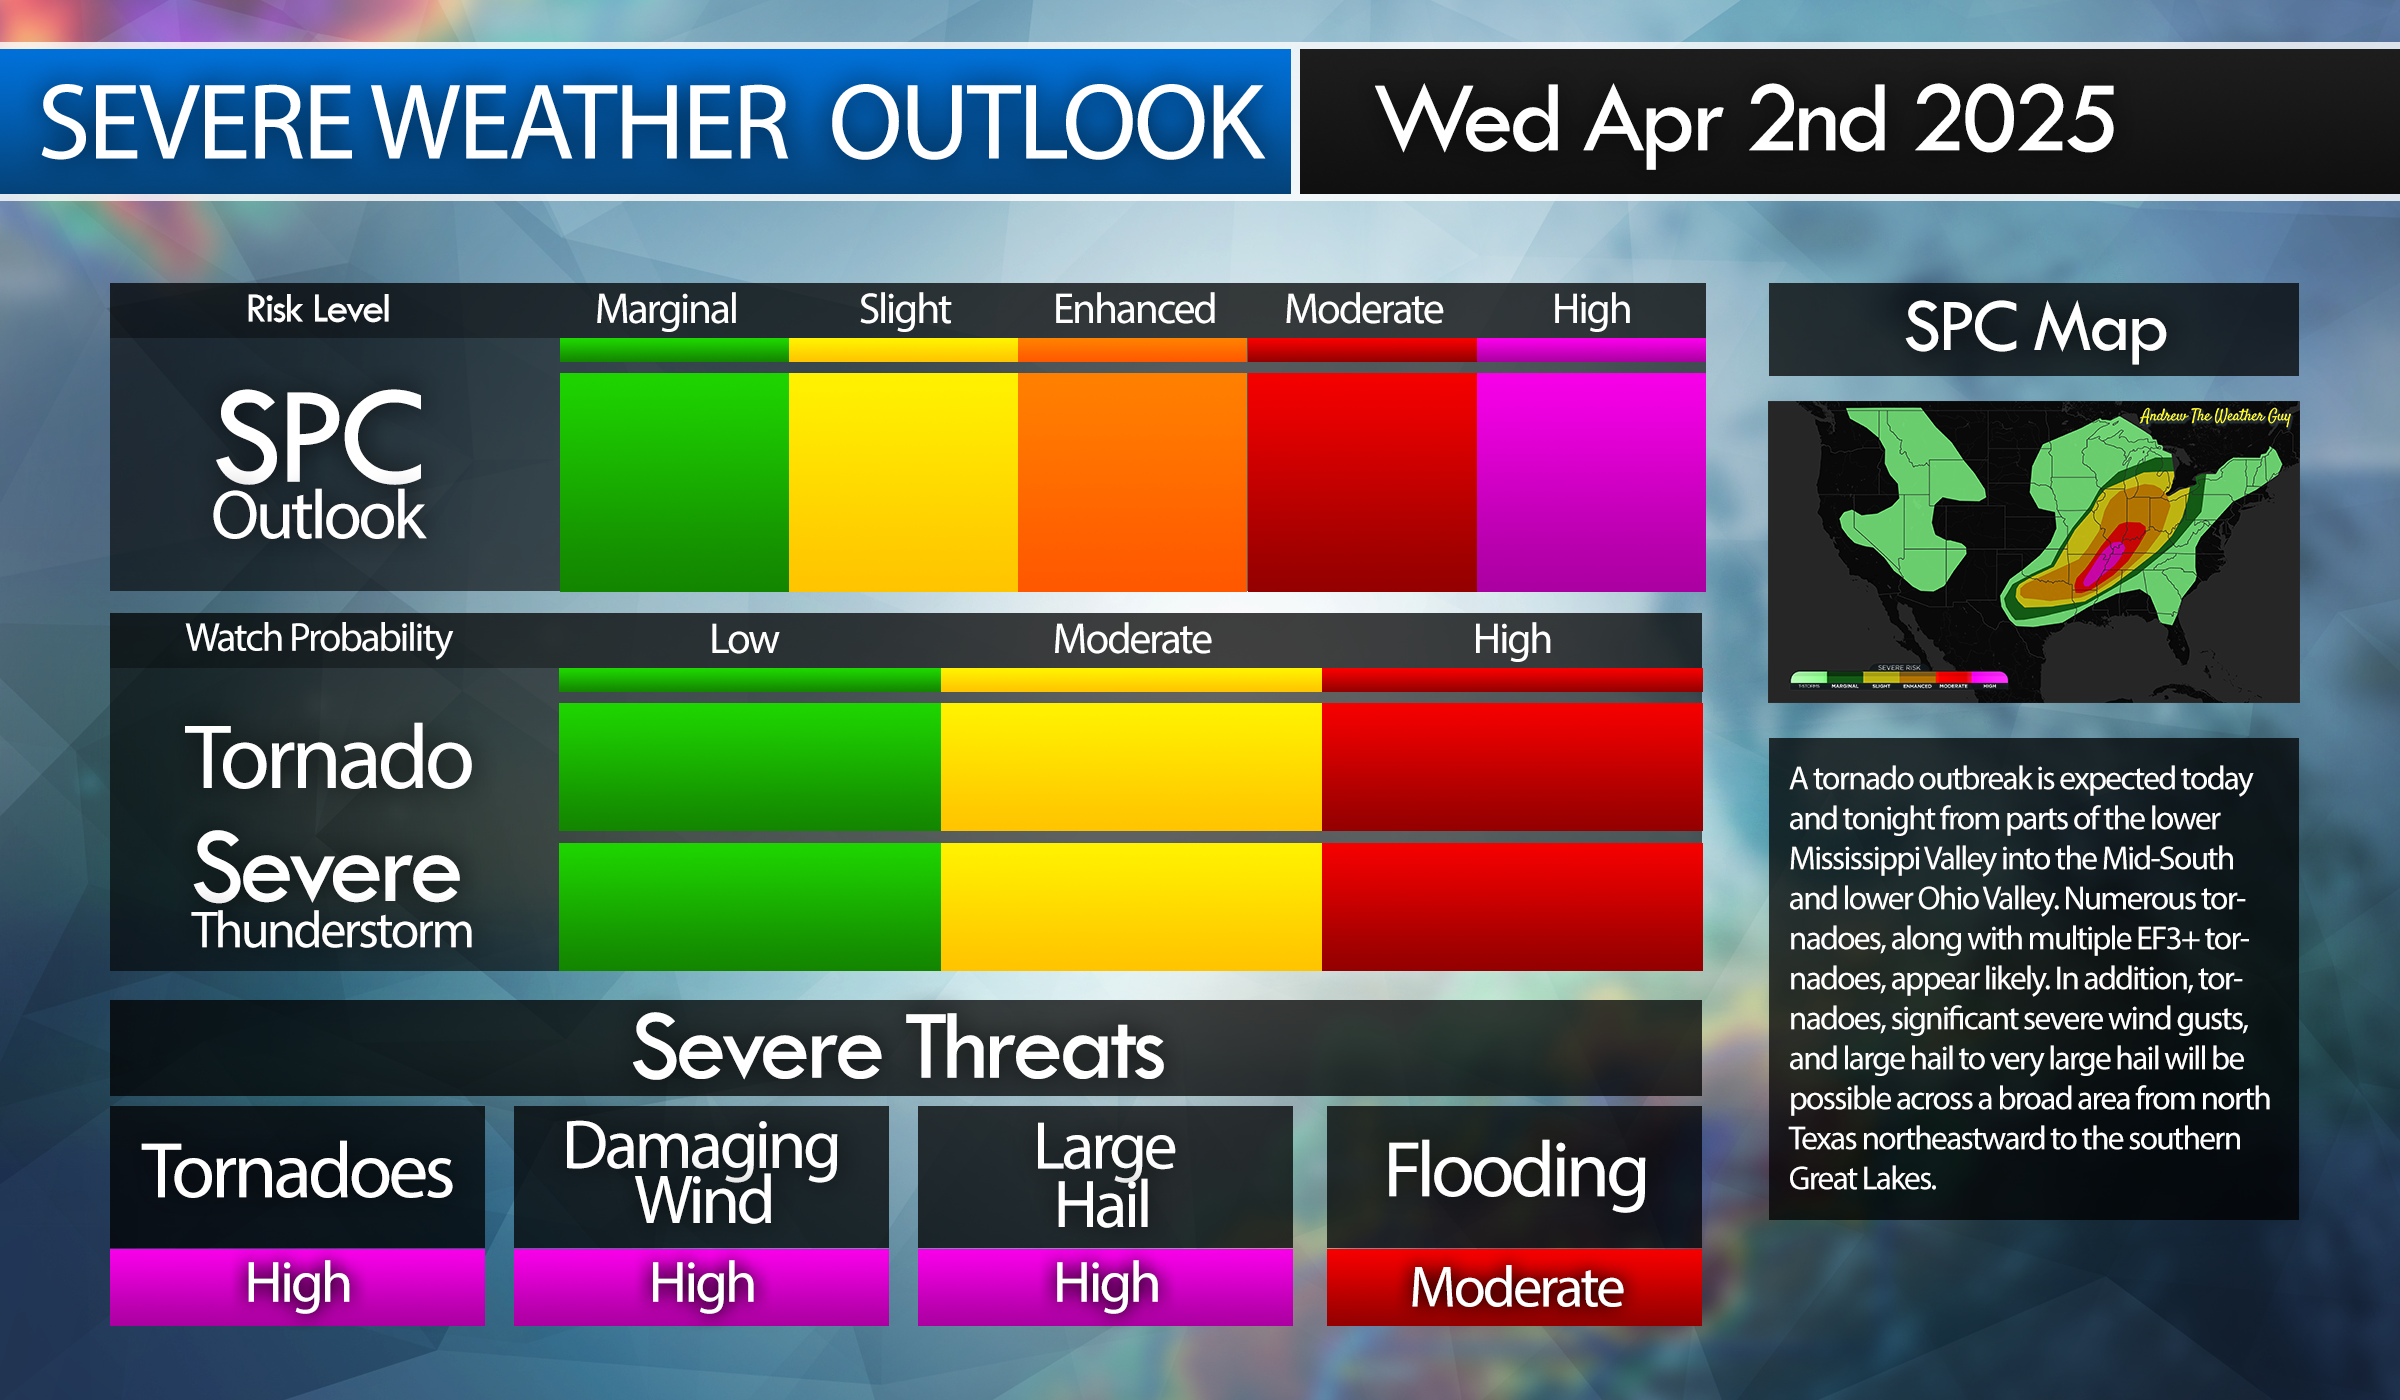 SEVERE WEATHER OUTLOOK
Wed Apr 2nd 2025
Risk Level
Marginal
Slight
Enhanced
Moderate
High
SPC
Outlook
Watch Probability
Low
Moderate
High
Tornado
Severe
Thunderstorm
Severe Threats
Tornadoes
High
Damaging
Wind
High
Large
Hail
High
Flooding
Moderate
SPC Map
Andrew The Weather Guy
SEVERE RISK
T-STORMS
MARGINAL
SLIGHT
ENHANCED
MODERATE
HIGH
A tornado outbreak is expected today
and tonight from parts of the lower
Mississippi Valley into the Mid-South
and lower Ohio Valley. Numerous tor-
nadoes, along with multiple EF3+ tor-
nadoes, appear likely. In addition, tor-
nadoes, significant severe wind gusts,
and large hail to very large hail will be
possible across a broad area from north
Texas northeastward to the southern
Great Lakes.